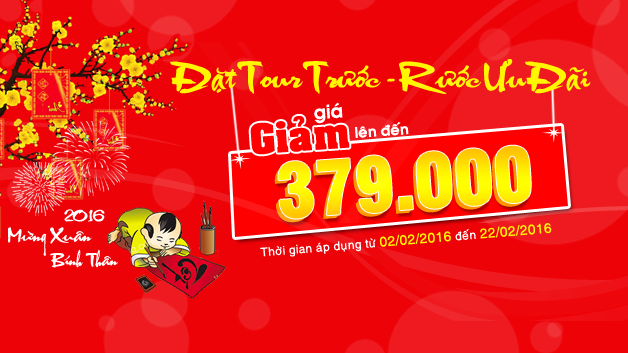 Đặt Tour Trước - Rước Ưu Đãi
giá
Giảm lên đến
379.000
Thời gian áp dụng từ 02/02/2016 đến 22/02/2016
2016
Mừng Xuân
Bính Thân